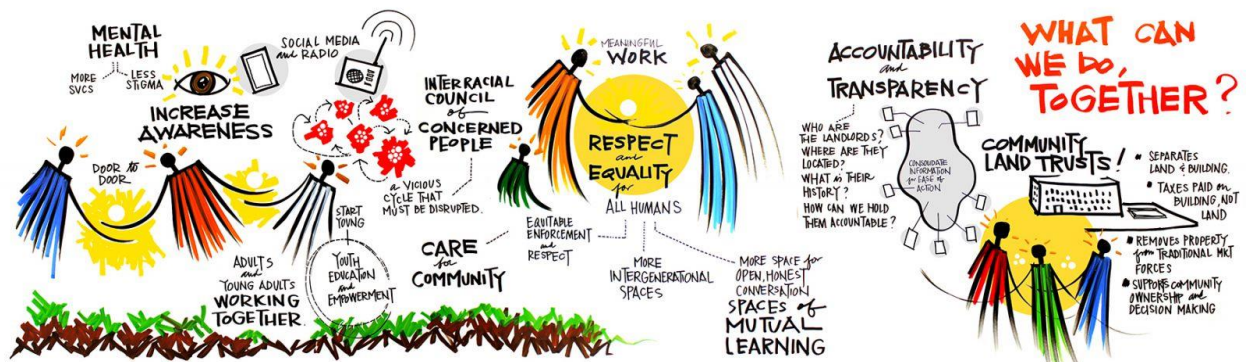 MENTAL
HEALTH
MORE
SVCS
LESS
STIGMA
INCREASE
AWARENESS
SOCIAL MEDIA
and RADIO
DOOR to
DOOR
ADULTS
and
YOUNG ADULTS
WORKING
TOGETHER.
START
YOUNG
YOUTH
EDUCATION
and
EMPOWERMENT
INTERRACIAL
COUNCIL
of
CONCERNED
PEOPLE
a VICIOUS
CYCLE THAT
MUST BE DISRUPTED.
CARE
for
COMMUNITY
MEANINGFUL
WORK
RESPECT
and
EQUALITY
for
ALL HUMANS
EQUITABLE
ENFORCEMENT
and
RESPECT
MORE
INTERGENERATIONAL
SPACES
MORE SPACE for
OPEN, HONEST
CONVERSATION
SPACES of
MUTUAL
LEARNING
ACCOUNTABILITY
and
TRANSPARENCY
WHO ARE
THE LANDLORDS?
WHERE ARE THEY
LOCATED?
WHAT is THEIR
HISTORY?
HOW CAN WE HOLD
THEM ACCOUNTABLE?
CONSOLIDATE
INFORMATION
for EASE of
ACTION
WHAT CAN
WE DO,
TOGETHER?
COMMUNITY
LAND TRUSTS!
SEPARATES
LAND & BUILDING.
TAXES PAID on
BUILDING, NOT
LAND
REMOVES PROPERTY
from TRADITIONAL MKT
FORCES
SUPPORTS COMMUNITY
OWNERSHIP and
DECISION MAKING